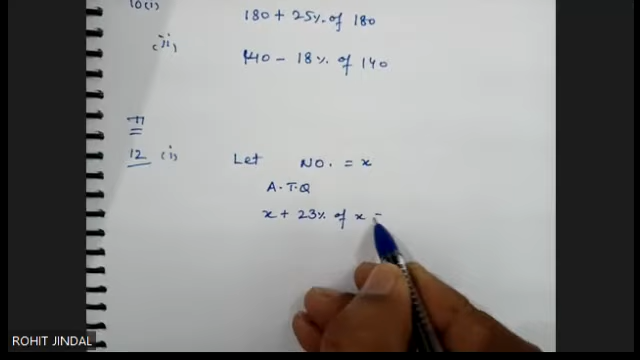 10(i) 180 + 25% of 180
(ii) 140 - 18% of 140
11
12 (i) Let NO. = x
A.T.Q
x + 23% of x =
ROHIT JINDAL